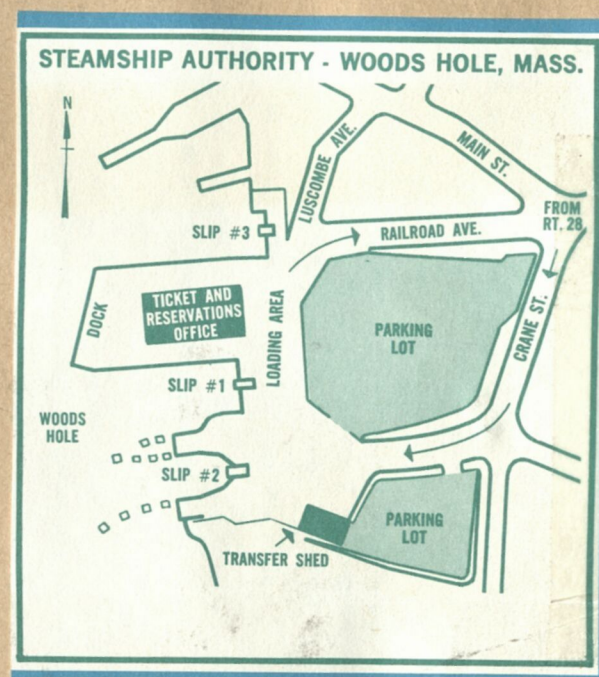 STEAMSHIP AUTHORITY - WOODS HOLE, MASS.
N
LUSCOMBE AVE.
MAIN ST.
FROM
RT. 28
SLIP #3
RAILROAD AVE.
DOCK
TICKET AND
RESERVATIONS
OFFICE
LOADING AREA
PARKING
LOT
CRANE ST.
SLIP #1
WOODS
HOLE
SLIP #2
PARKING
LOT
TRANSFER SHED